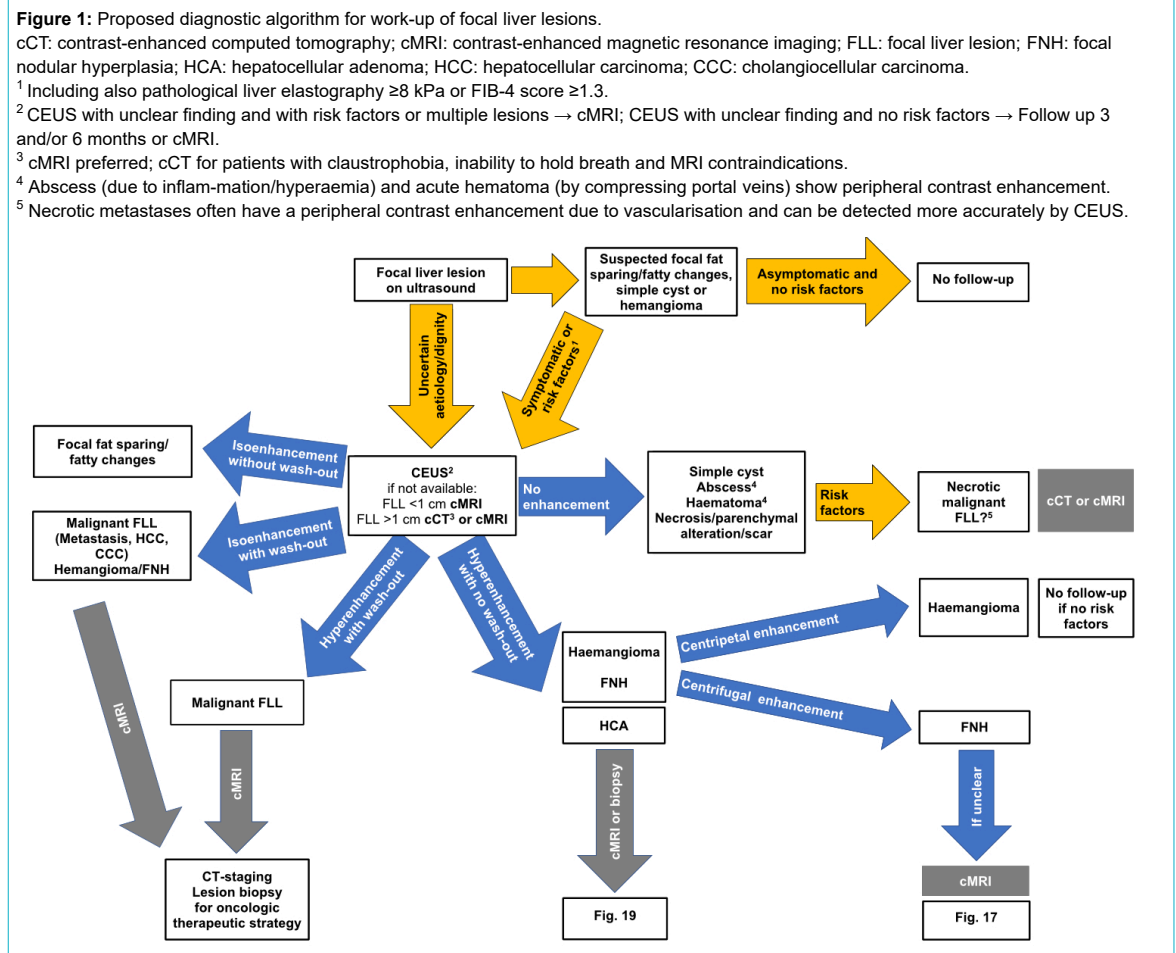 Figure 1: Proposed diagnostic algorithm for work-up of focal liver lesions.
cCT: contrast-enhanced computed tomography; cMRI: contrast-enhanced magnetic resonance imaging; FLL: focal liver lesion; FNH: focal
nodular hyperplasia; HCA: hepatocellular adenoma; HCC: hepatocellular carcinoma; CCC: cholangiocellular carcinoma.
¹ Including also pathological liver elastography ≥8 kPa or FIB-4 score ≥1.3.
² CEUS with unclear finding and with risk factors or multiple lesions → cMRI; CEUS with unclear finding and no risk factors → Follow up 3
and/or 6 months or cMRI.
³ cMRI preferred; cCT for patients with claustrophobia, inability to hold breath and MRI contraindications.
⁴ Abscess (due to inflam-mation/hyperaemia) and acute hematoma (by compressing portal veins) show peripheral contrast enhancement.
⁵ Necrotic metastases often have a peripheral contrast enhancement due to vascularisation and can be detected more accurately by CEUS.
Focal liver lesion
on ultrasound
Suspected focal fat
sparing/fatty changes,
simple cyst or
hemangioma
Asymptomatic and
no risk factors
No follow-up
Uncertain
aetiology/dignity
Symptomatic or
risk factors¹
Focal fat sparing/
fatty changes
Isoenhancement
without wash-out
CEUS²
if not available:
FLL <1 cm cMRI
FLL >1 cm cCT³ or cMRI
No
enhancement
Simple cyst
Abscess⁴
Haematoma⁴
Necrosis/parenchymal
alteration/scar
Risk
factors
Necrotic
malignant
FLL?⁵
cCT or cMRI
Malignant FLL
(Metastasis, HCC,
CCC)
Hemangioma/FNH
Isoenhancement
with wash-out
Hyperenhancement
with wash-out
Hyperenhancement
with no wash-out
Haemangioma
FNH
HCA
Centripetal enhancement
Haemangioma
No follow-up
if no risk
factors
Centrifugal enhancement
FNH
cMRI
Malignant FLL
cMRI
cMRI or biopsy
If unclear
CT-staging
Lesion biopsy
for oncologic
therapeutic strategy
Fig. 19
cMRI
Fig. 17